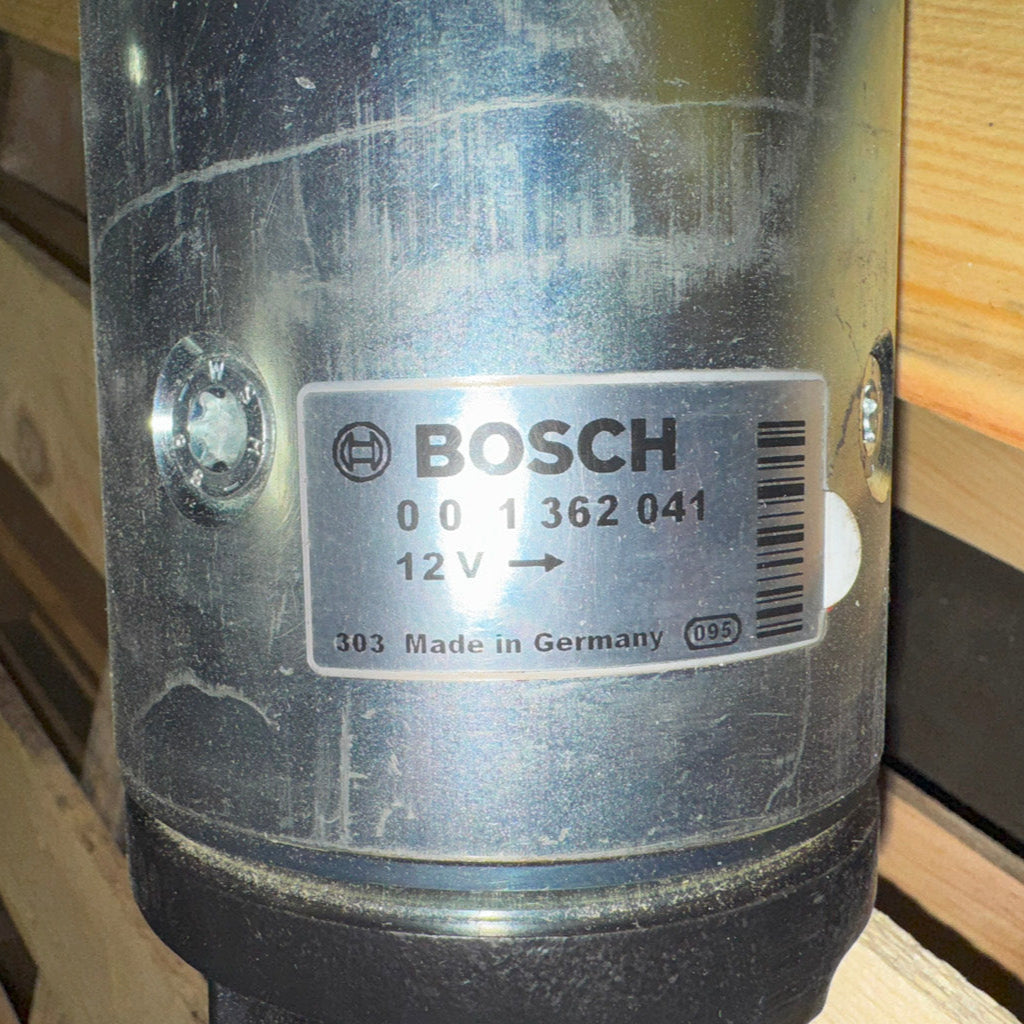 BOSCH
0 0 1 362 041
12 V →
303 Made in Germany 095